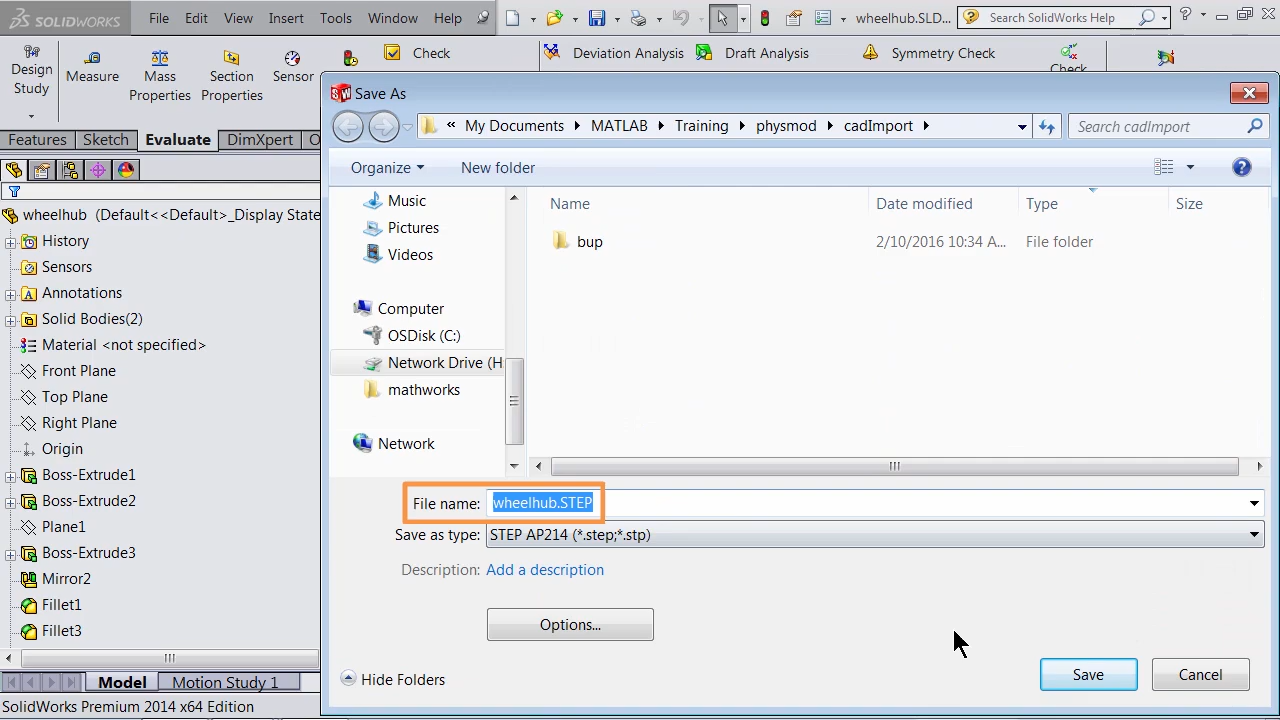 SOLIDWORKS File Edit View Insert Tools Window Help wheelhub.SLD... Search SolidWorks Help
Design Study
Measure
Mass Properties
Section Properties
Sensor
Check
Deviation Analysis
Draft Analysis
Symmetry Check
Check
Features Sketch Evaluate DimXpert O
Save As
« My Documents MATLAB Training physmod cadImport Search cadImport
Organize New folder
wheelhub (Default<<Default>_Display State
History
Sensors
Annotations
Solid Bodies(2)
Material <not specified>
Front Plane
Top Plane
Right Plane
Origin
Boss-Extrude1
Boss-Extrude2
Plane1
Boss-Extrude3
Mirror2
Fillet1
Fillet3
Model Motion Study 1
SolidWorks Premium 2014 x64 Edition
Music
Pictures
Videos
Computer
OSDisk (C:)
Network Drive (H
mathworks
Network
Name Date modified Type Size
bup 2/10/2016 10:34 A... File folder
File name: wheelhub.STEP
Save as type: STEP AP214 (*.step;*.stp)
Description: Add a description
Options...
Hide Folders Save Cancel